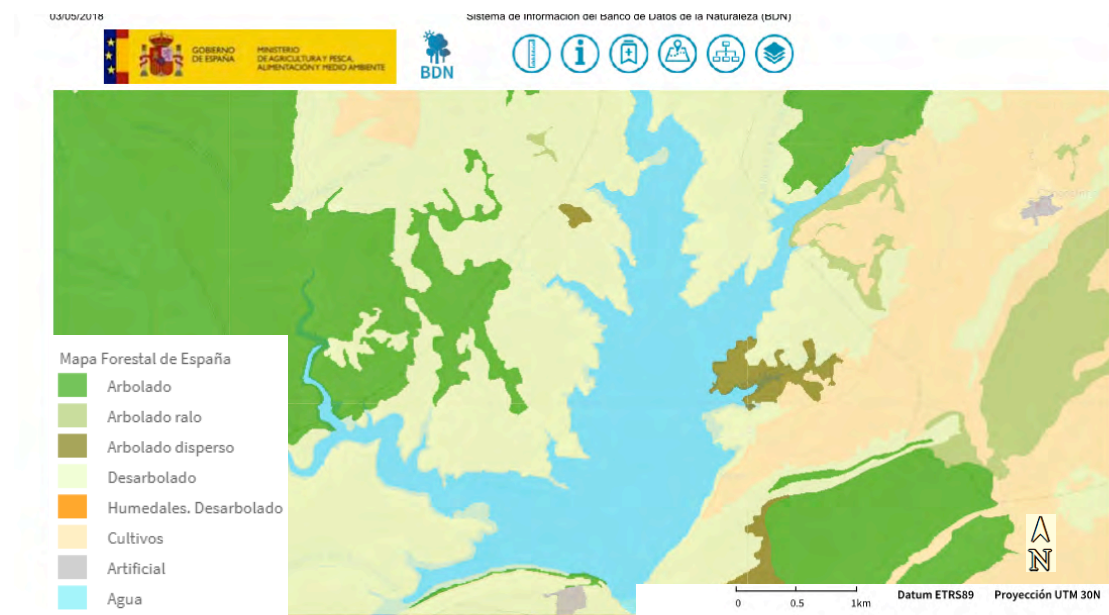 03/05/2018
Sistema de Información del Banco de Datos de la Naturaleza (BDN)
GOBIERNO
DE ESPAÑA
MINISTERIO
DE AGRICULTURA Y PESCA,
ALIMENTACIÓN Y MEDIO AMBIENTE
BDN
Mapa Forestal de España
Arbolado
Arbolado ralo
Arbolado disperso
Desarbolado
Humedales. Desarbolado
Cultivos
Artificial
Agua
N
0 0.5 1km
Datum ETRS89 Proyección UTM 30N